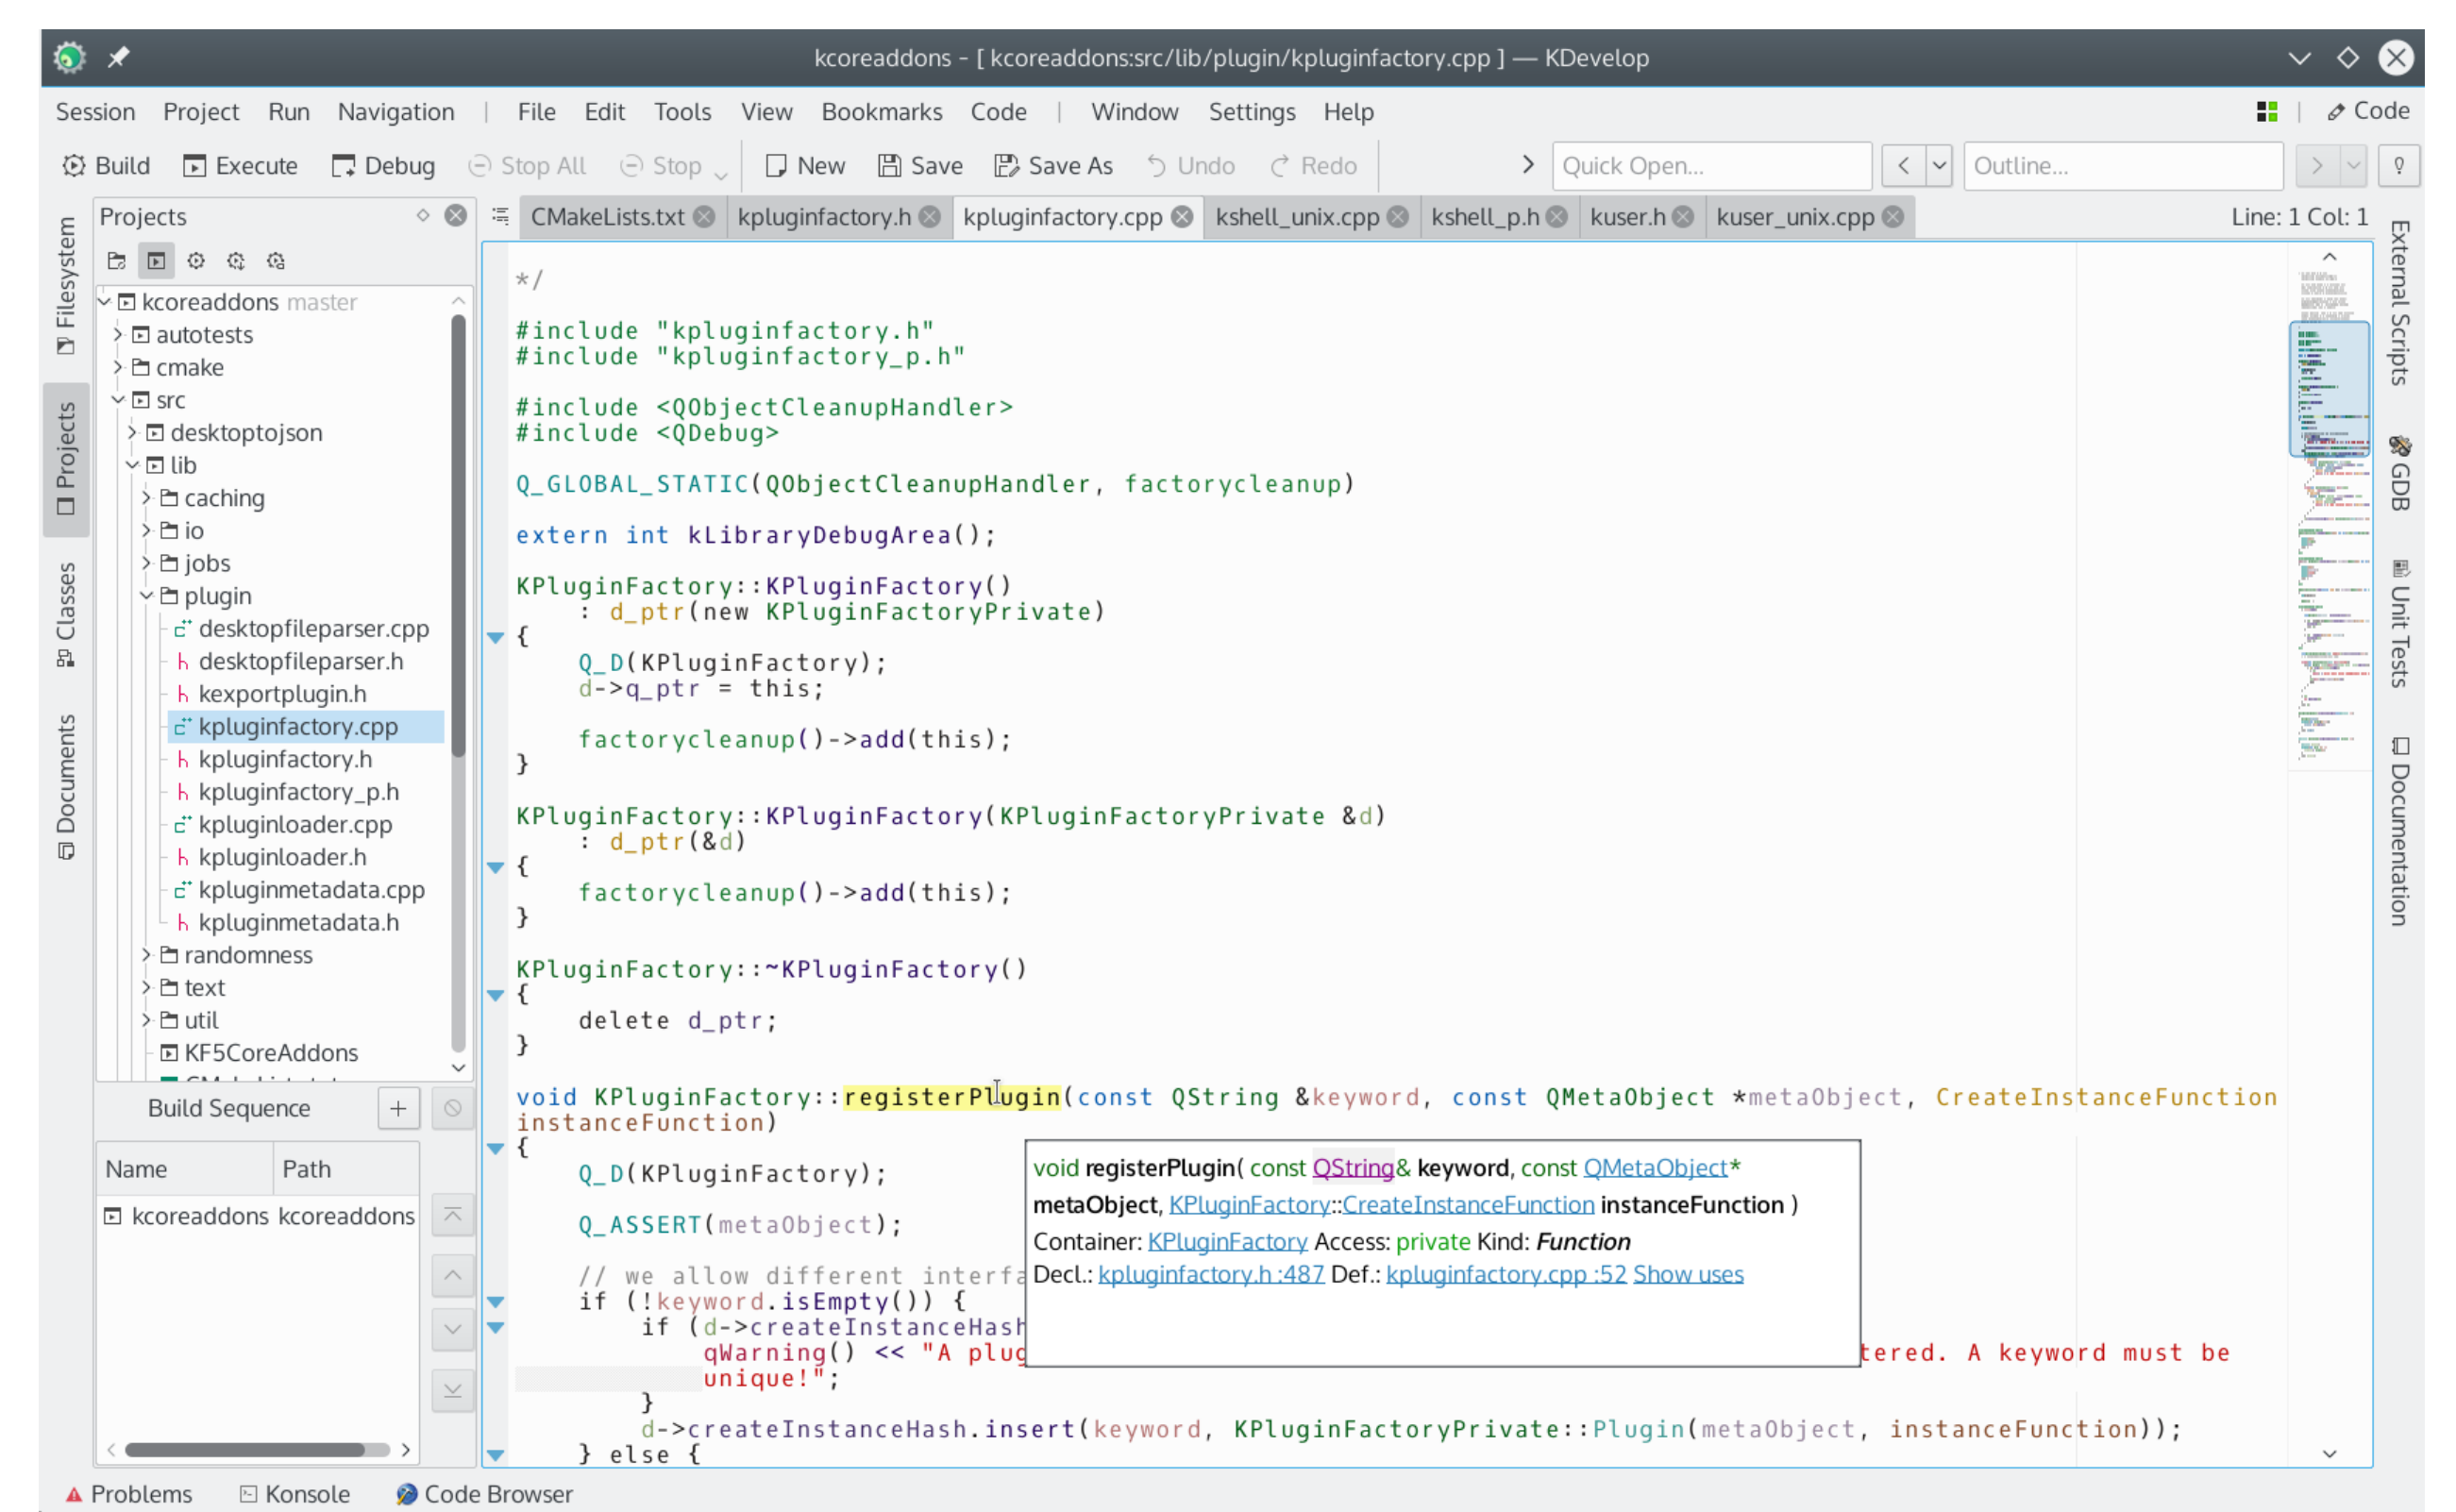 kcoreaddons - [ kcoreaddons:src/lib/plugin/kpluginfactory.cpp ] — KDevelop
Session Project Run Navigation | File Edit Tools View Bookmarks Code | Window Settings Help | Code
Build Execute Debug Stop All Stop New Save Save As Undo Redo Quick Open... Outline...
Filesystem
Projects
Classes
Documents
Projects
kcoreaddons master
autotests
cmake
src
desktoptojson
lib
caching
io
jobs
plugin
desktopfileparser.cpp
desktopfileparser.h
kexportplugin.h
kpluginfactory.cpp
kpluginfactory.h
kpluginfactory_p.h
kpluginloader.cpp
kpluginloader.h
kpluginmetadata.cpp
kpluginmetadata.h
randomness
text
util
KF5CoreAddons
Build Sequence
Name Path
kcoreaddons kcoreaddons
CMakeLists.txt kpluginfactory.h kpluginfactory.cpp kshell_unix.cpp kshell_p.h kuser.h kuser_unix.cpp Line: 1 Col: 1
*/
#include "kpluginfactory.h"
#include "kpluginfactory_p.h"
#include <QObjectCleanupHandler>
#include <QDebug>
Q_GLOBAL_STATIC(QObjectCleanupHandler, factorycleanup)
extern int kLibraryDebugArea();
KPluginFactory::KPluginFactory()
: d_ptr(new KPluginFactoryPrivate)
{
Q_D(KPluginFactory);
d->q_ptr = this;
factorycleanup()->add(this);
}
KPluginFactory::KPluginFactory(KPluginFactoryPrivate &d)
: d_ptr(&d)
{
factorycleanup()->add(this);
}
KPluginFactory::~KPluginFactory()
{
delete d_ptr;
}
void KPluginFactory::registerPlugin(const QString &keyword, const QMetaObject *metaObject, CreateInstanceFunction
instanceFunction)
{
Q_D(KPluginFactory);
Q_ASSERT(metaObject);
// we allow different interfa
if (!keyword.isEmpty()) {
if (d->createInstanceHash
qWarning() << "A plug tered. A keyword must be
unique!";
}
d->createInstanceHash.insert(keyword, KPluginFactoryPrivate::Plugin(metaObject, instanceFunction));
} else {
void registerPlugin( const QString& keyword, const QMetaObject*
metaObject, KPluginFactory::CreateInstanceFunction instanceFunction )
Container: KPluginFactory Access: private Kind: Function
Decl.: kpluginfactory.h :487 Def.: kpluginfactory.cpp :52 Show uses
External Scripts
GDB
Unit Tests
Documentation
Problems Konsole Code Browser